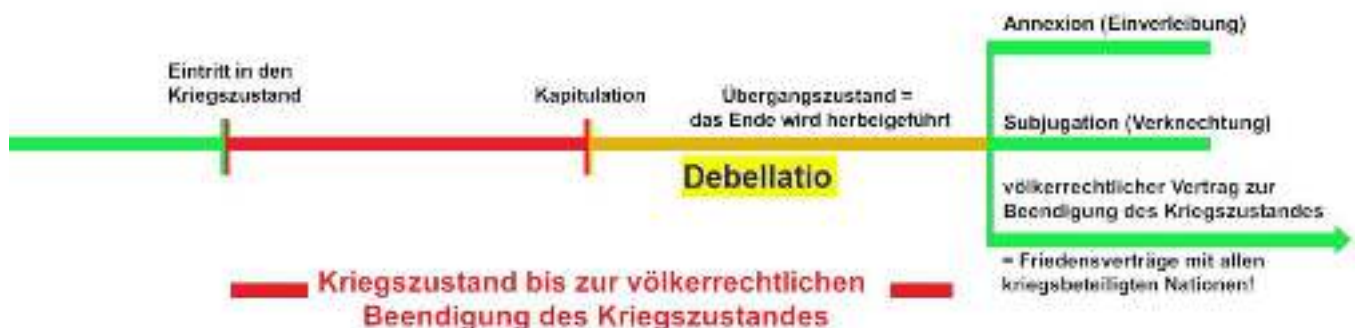 Annexion (Einverleibung)
Eintritt in den
Kriegszustand
Kapitulation
Übergangszustand =
das Ende wird herbeigeführt
Debellatio
Subjugation (Verknechtung)
völkerrechtlicher Vertrag zur
Beendigung des Kriegszustandes
= Friedensverträge mit allen
kriegsbeteiligten Nationen!
Kriegszustand bis zur völkerrechtlichen
Beendigung des Kriegszustandes